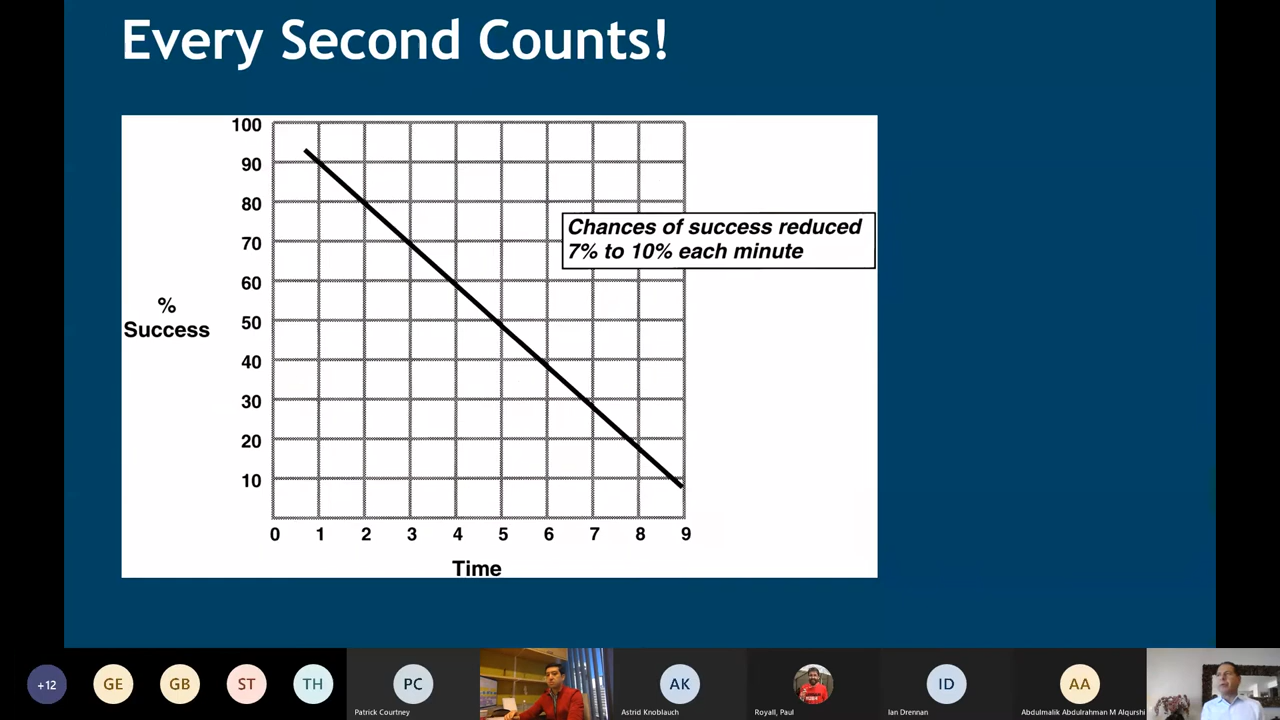 Every Second Counts!
100
90
80
70
60
50
40
30
20
10
%
Success
Chances of success reduced
7% to 10% each minute
0 1 2 3 4 5 6 7 8 9
Time
+12 GE GB ST TH PC AK ID AA
Patrick Courtney Astrid Knoblauch Royall, Paul Ian Drennan Abdulmalik Abdulrahman M Alqurshi